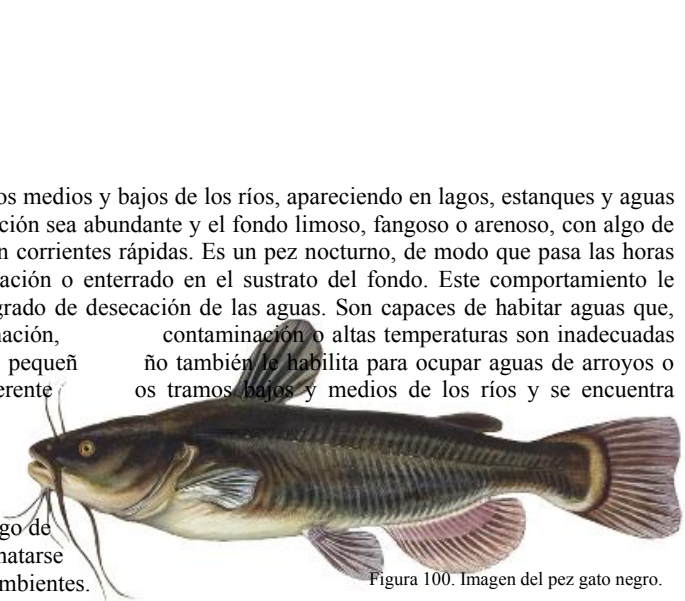 os medios y bajos de los ríos, apareciendo en lagos, estanques y aguas
ción sea abundante y el fondo limoso, fangoso o arenoso, con algo de
n corrientes rápidas. Es un pez nocturno, de modo que pasa las horas
ación o enterrado en el sustrato del fondo. Este comportamiento le
grado de desecación de las aguas. Son capaces de habitar aguas que,
nación, contaminación o altas temperaturas son inadecuadas
pequeñ ño también le habilita para ocupar aguas de arroyos o
erente os tramos bajos y medios de los ríos y se encuentra
go de
natarse
mbientes.
Figura 100. Imagen del pez gato negro.